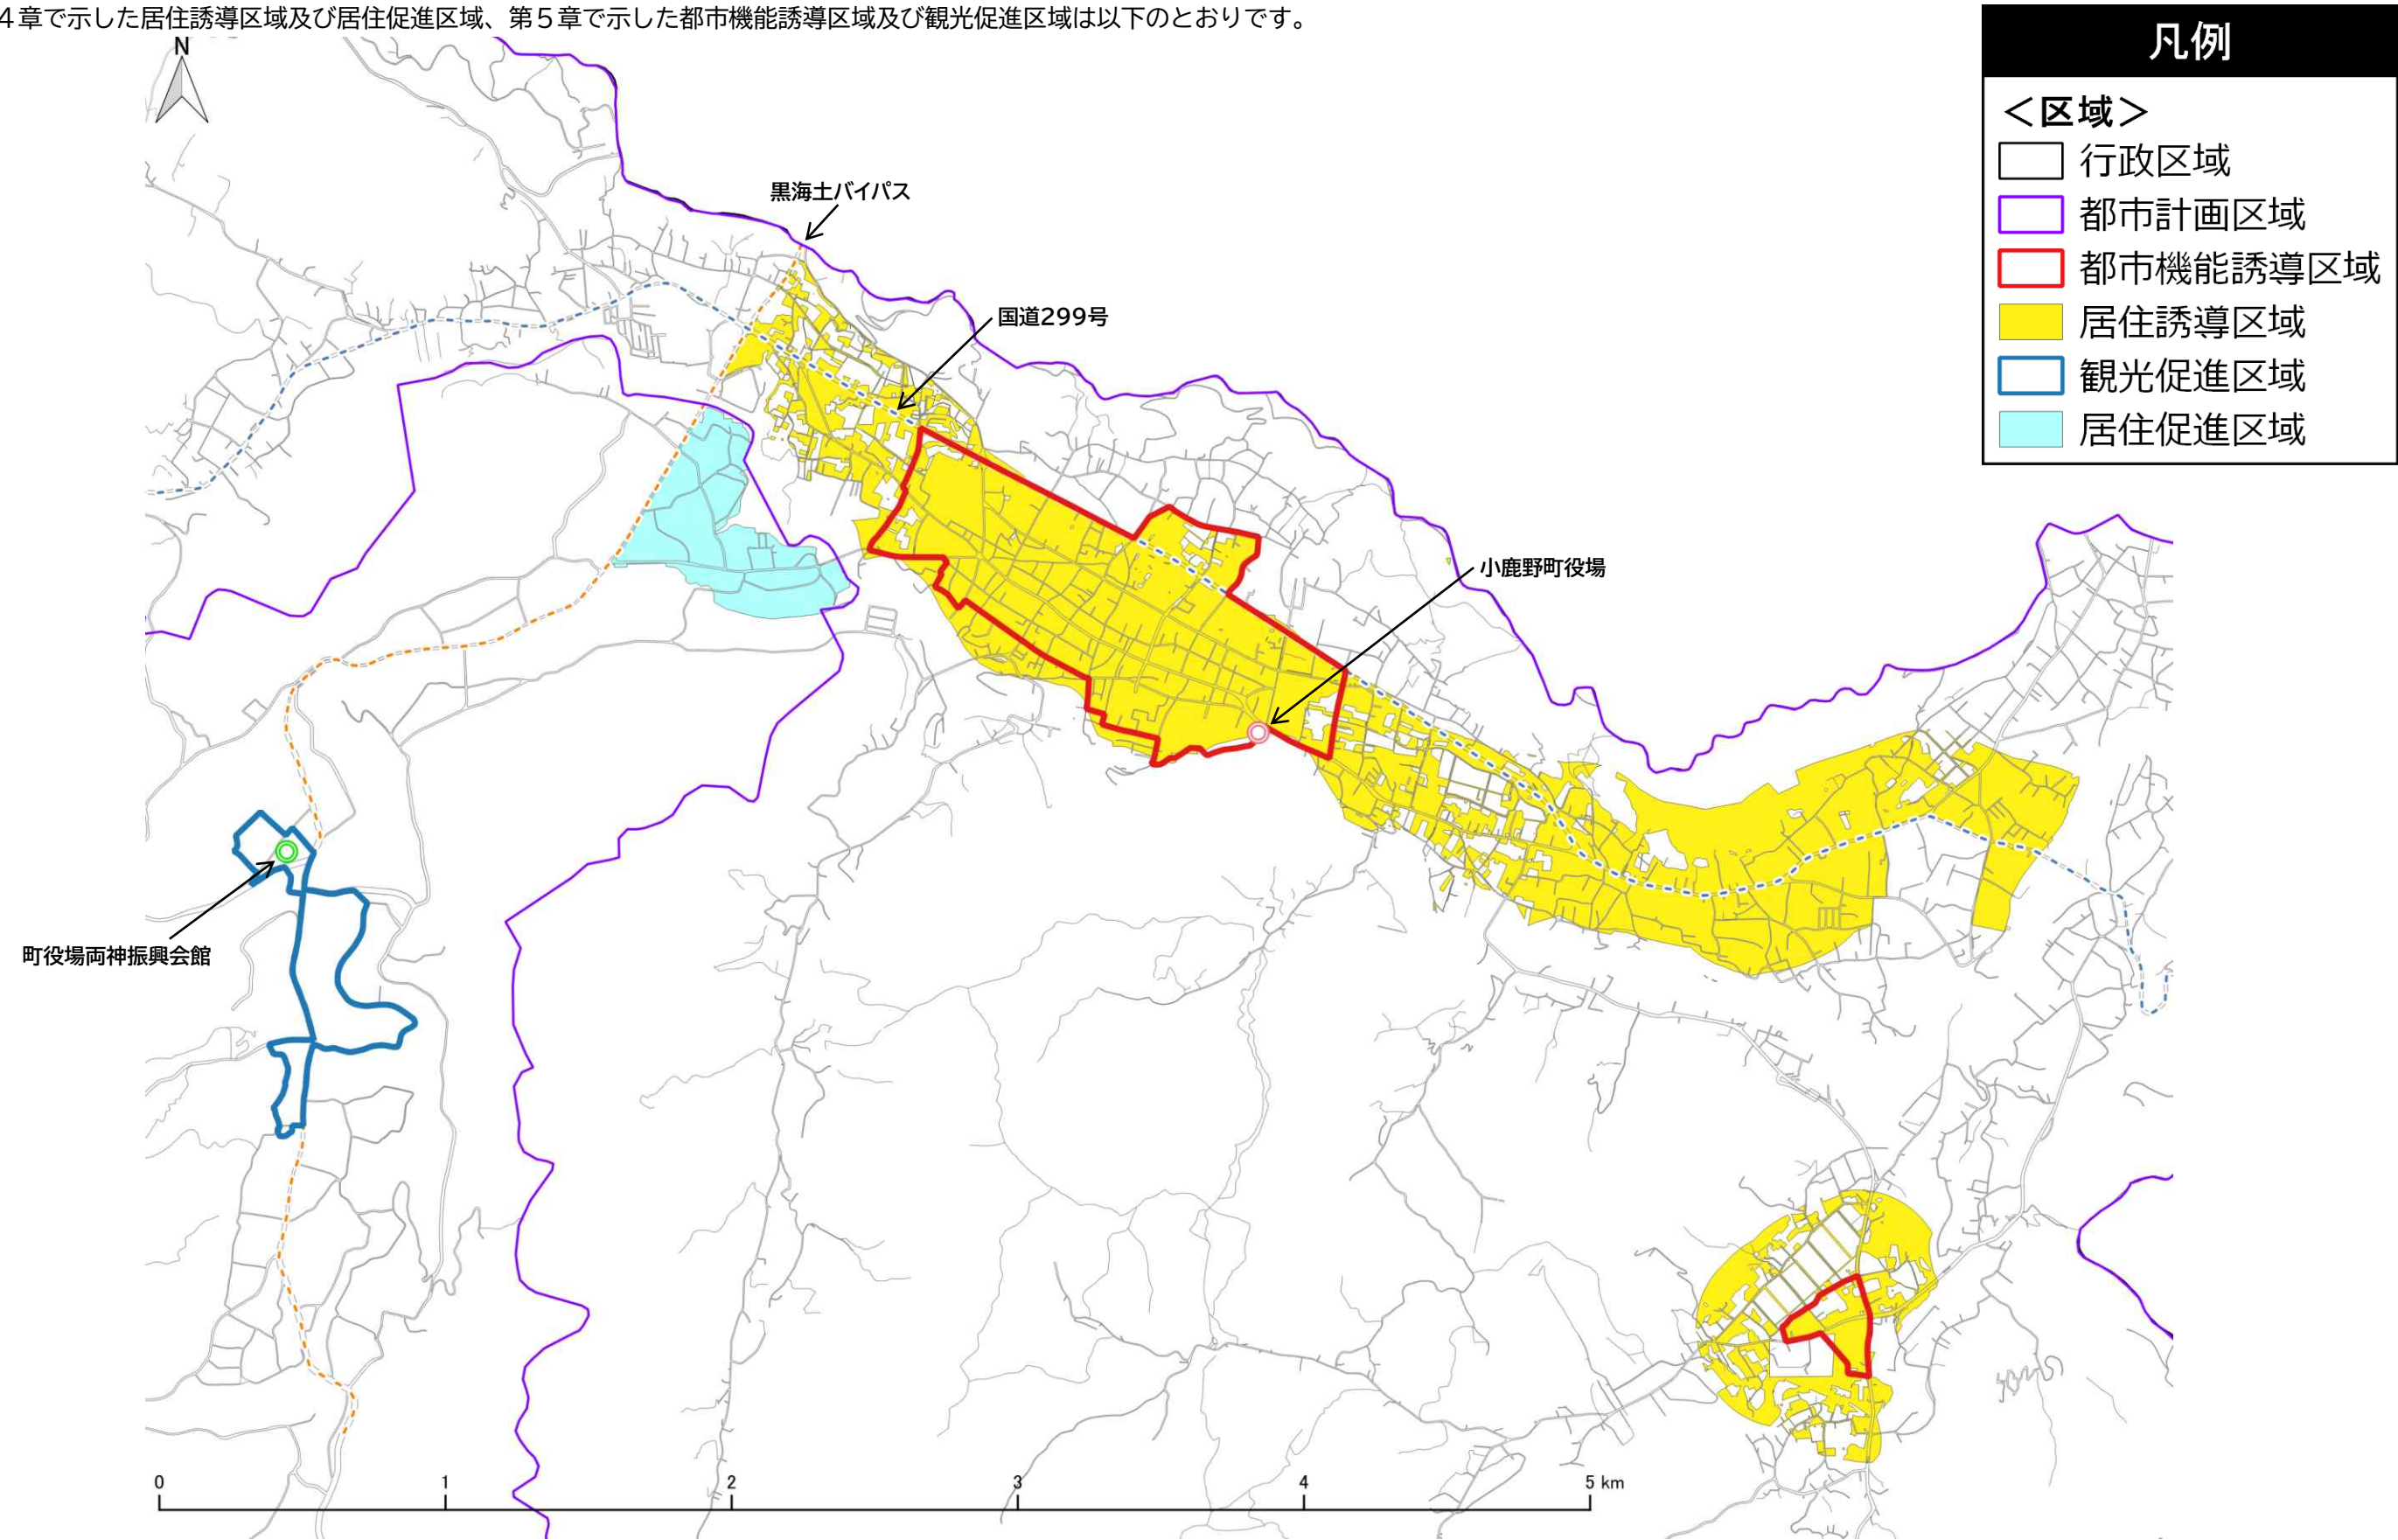 4章で示した居住誘導区域及び居住促進区域、第５章で示した都市機能誘導区域及び観光促進区域は以下のとおりです。
N
凡例
＜区域＞
行政区域
都市計画区域
都市機能誘導区域
居住誘導区域
観光促進区域
居住促進区域
黒海土バイパス
国道299号
小鹿野町役場
町役場両神振興会館
0 1 2 3 4 5 km